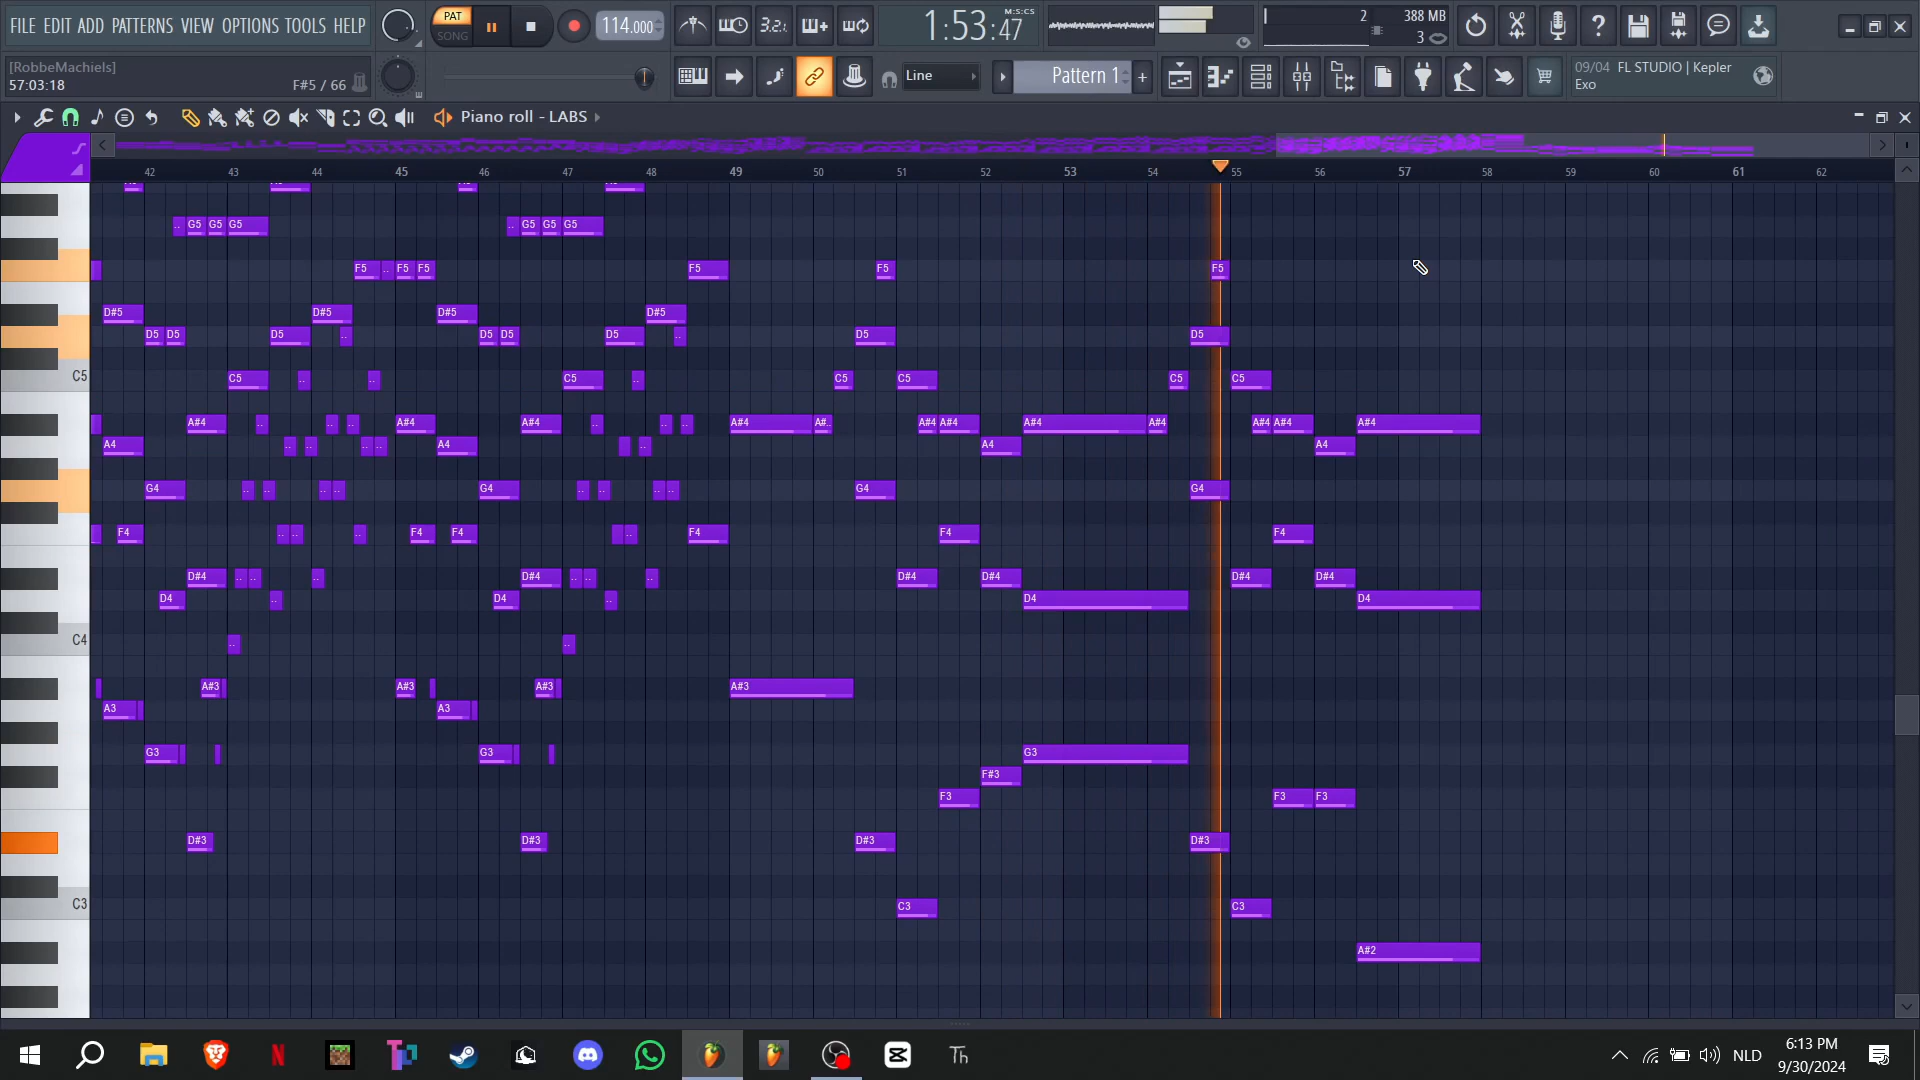 FILE EDIT ADD PATTERNS VIEW OPTIONS TOOLS HELP
PAT
SONG
114.000
3.2.1
1:53:47
M:S:CS
2
388 MB
3
[RobbeMachiels]
57:03:18
F#5 / 66
Line
Pattern 1
09/04 FL STUDIO | Kepler
Exo
Piano roll - LABS
42 43 44 45 46 47 48 49 50 51 52 53 54 55 56 57 58 59 60 61 62
G5 G5 G5 G5 G5 G5
F5 F5 F5 F5 F5 F5
D#5 D#5 D#5 D#5
D5 D5 D5 D5 D5 D5 D5 D5
C5 C5 C5 C5 C5 C5 C5
A#4 A#4 A#4 A#4 A#.. A#4 A#4 A#4 A#4 A#4 A#4 A#4
A4 A4 A4 A4
G4 G4 G4 G4
F4 F4 F4 F4 F4 F4
D#4 D#4 D#4 D#4 D#4 D#4
D4 D4 D4 D4
C4
A#3 A#3 A#3 A#3
A3 A3
G3 G3 G3
F#3
F3 F3 F3
D#3 D#3 D#3 D#3
C3 C3 C3
A#2
Th
NLD
6:13 PM
9/30/2024